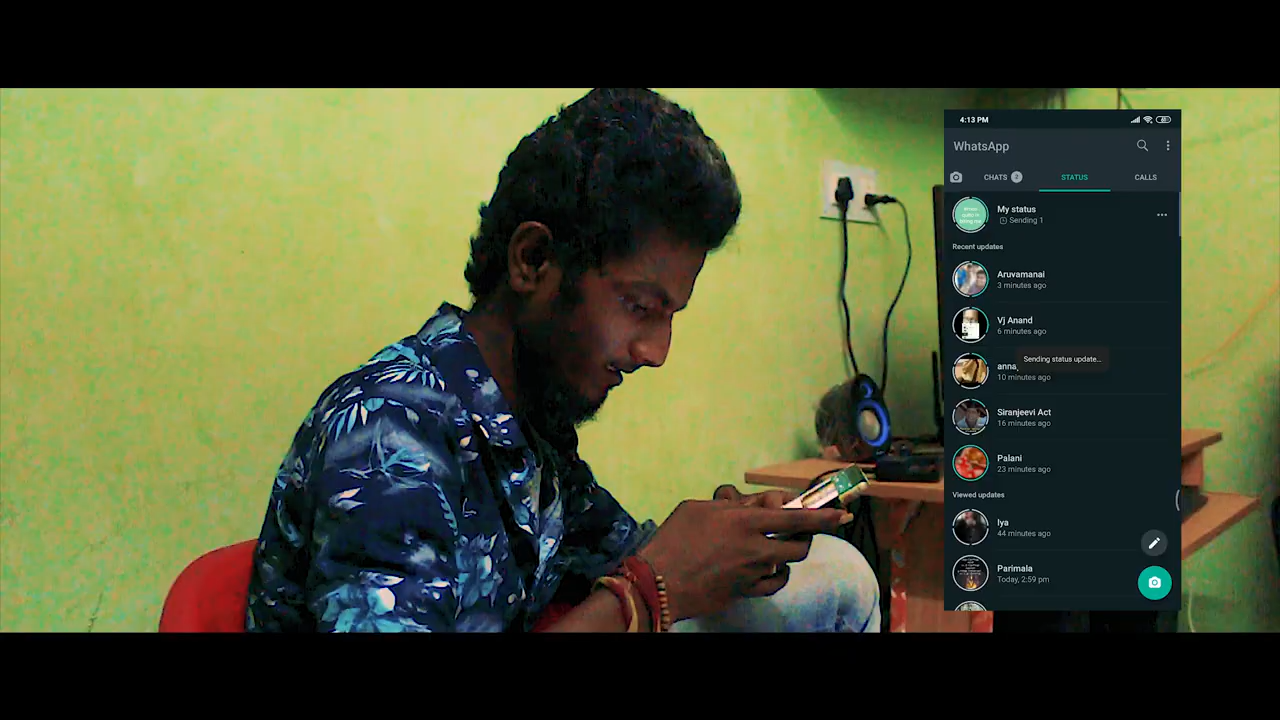 4:13 PM
WhatsApp
CHATS 2
STATUS
CALLS
My status
Sending 1
Recent updates
Aruvamanai
3 minutes ago
Vj Anand
6 minutes ago
Sending status update...
anna
10 minutes ago
Siranjeevi Act
16 minutes ago
Palani
23 minutes ago
Viewed updates
Iya
44 minutes ago
Parimala
Today, 2:59 pm